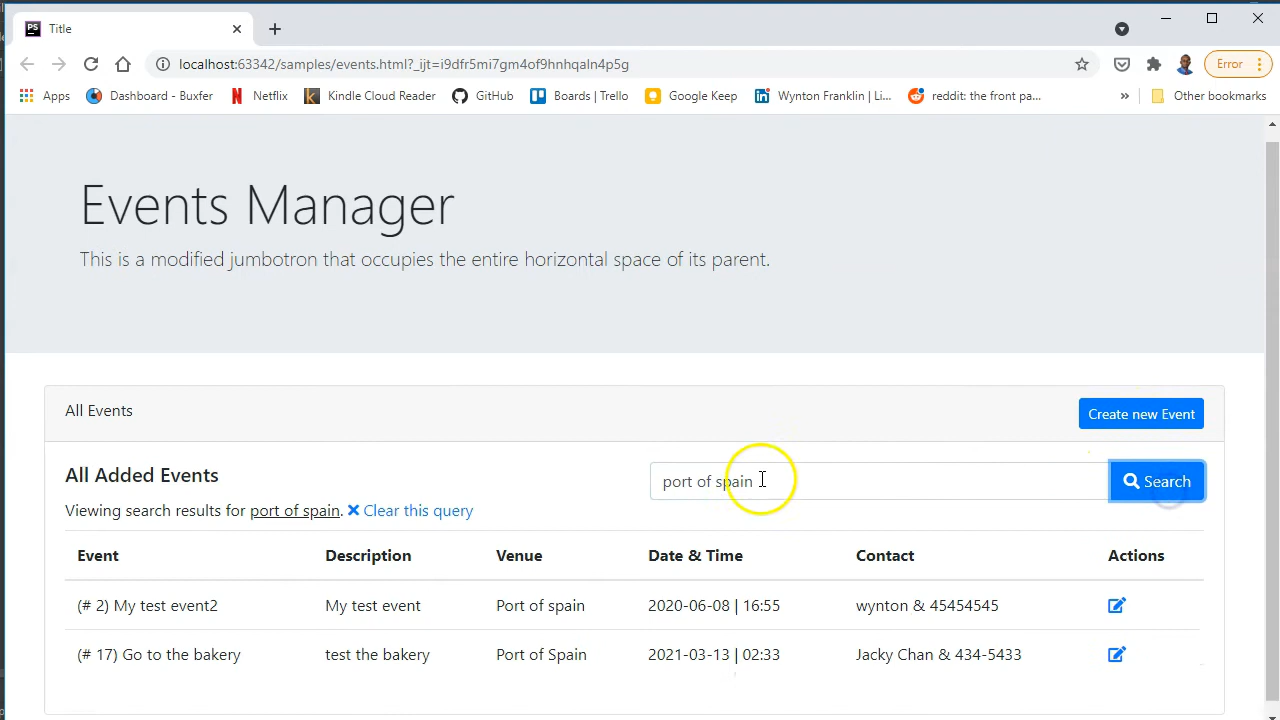 PS Title
localhost:63342/samples/events.html?_ijt=i9dfr5mi7gm4of9hnhqaln4p5g
Error
Apps Dashboard - Buxfer Netflix Kindle Cloud Reader GitHub Boards | Trello Google Ke Wynton Franklin | Li... reddit: the front pa... » Other bookmarks
Events Manager
This is a modified jumbotron that occupies the entire horizontal space of its parent.
All Events
Create new Event
All Added Events
port of spain
Search
Viewing search results for port of spain. Clear this query
Event Description Venue Date & Time Contact Actions
(# 2) My test event2 My test event Port of spain 2020-06-08 | 16:55 wynton & 45454545
(# 17) Go to the bakery test the bakery Port of Spain 2021-03-13 | 02:33 Jacky Chan & 434-5433